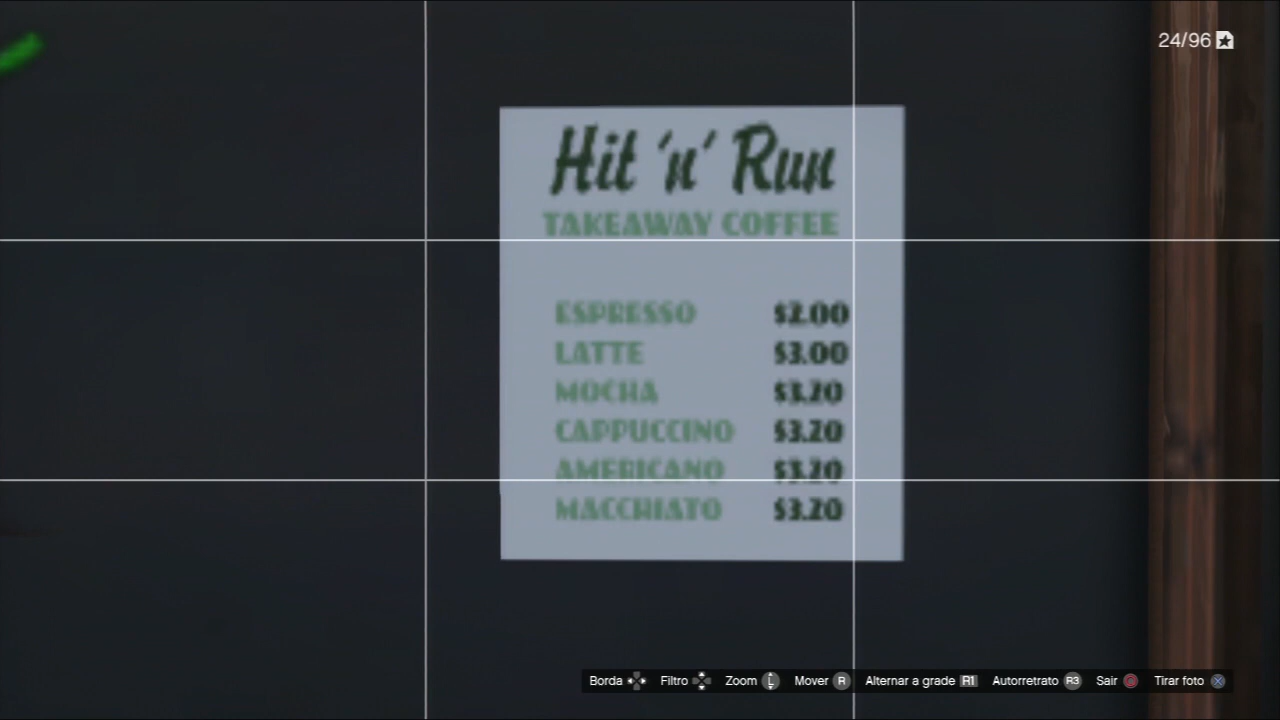 24/96
Hit 'n' Run
TAKEAWAY COFFEE
ESPRESSO $2.00
LATTE $3.00
MOCHA $3.20
CAPPUCCINO $3.20
AMERICANO $3.20
MACCHIATO $3.20
Borda Filtro Zoom L Mover R Alternar a grade R1 Autorretrato R3 Sair Tirar foto